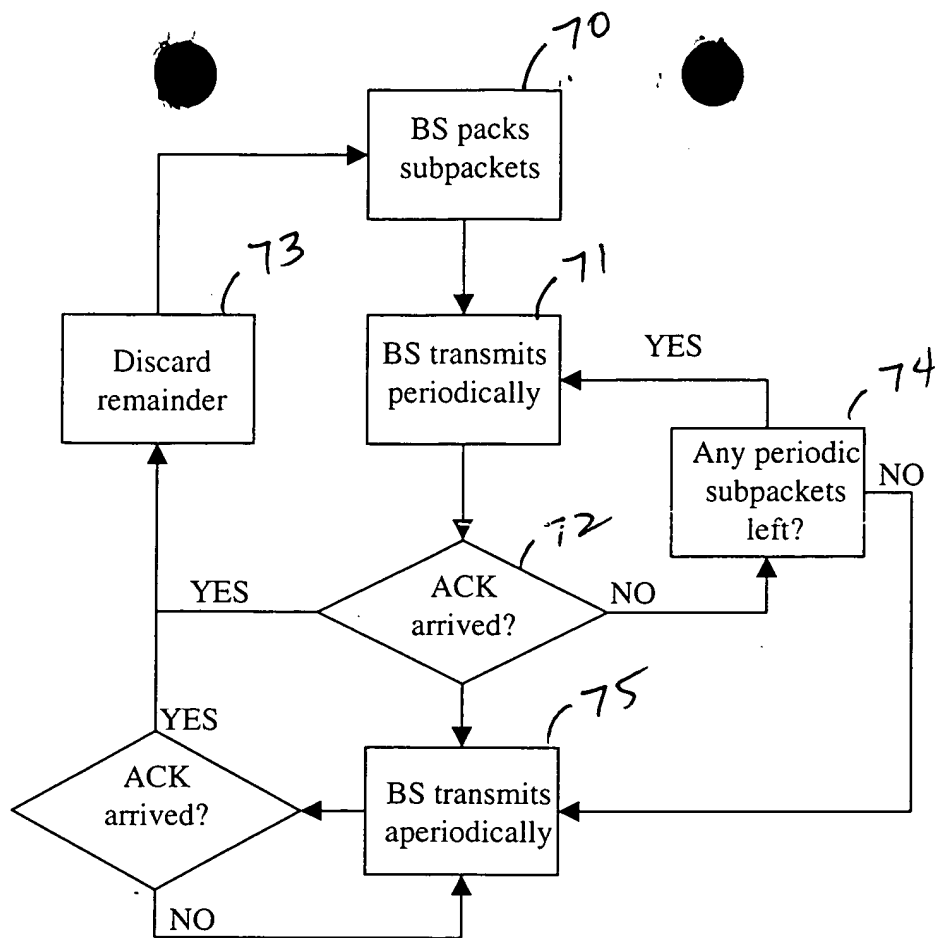 70
BS packs
subpackets
73
71
Discard
remainder
BS transmits
periodically
YES
74
Any periodic
subpackets
left?
NO
72
YES
ACK
arrived?
NO
75
YES
ACK
arrived?
BS transmits
aperiodically
NO